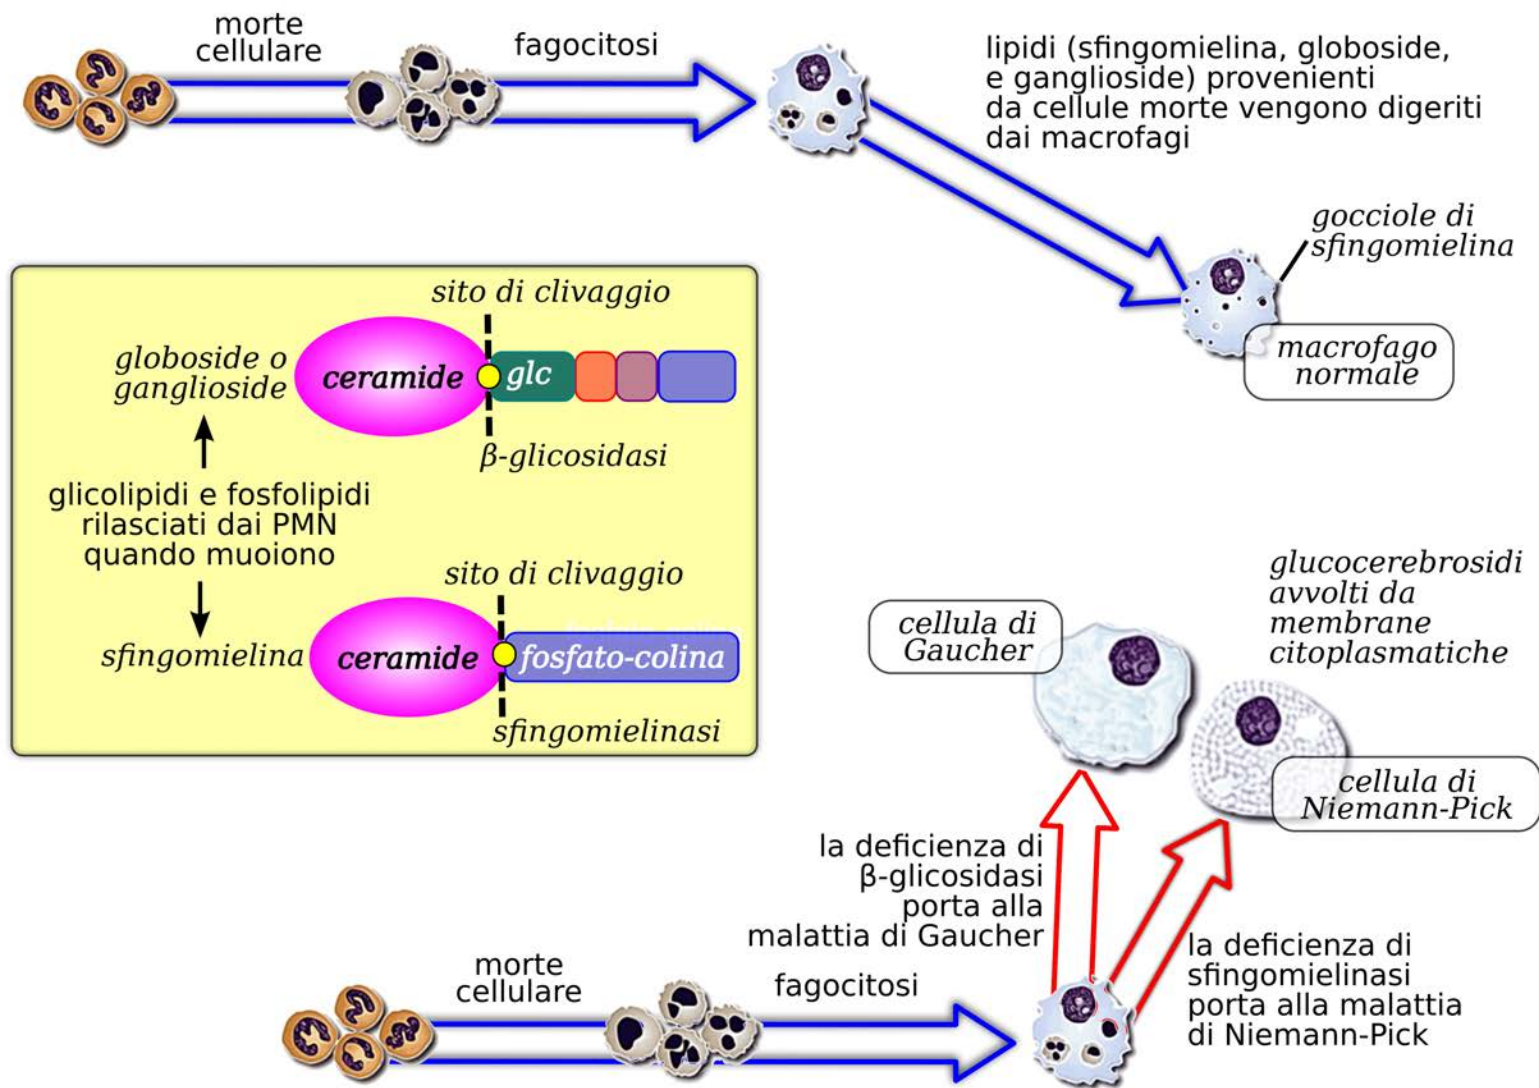 morte
cellulare
fagocitosi
lipidi (sfingomielina, globoside,
e ganglioside) provenienti
da cellule morte vengono digeriti
dai macrofagi
gocciole di
sfingomielina
macrofago
normale
sito di clivaggio
globoside o
ganglioside
ceramide
glc
β-glicosidasi
glicolipidi e fosfolipidi
rilasciati dai PMN
quando muoiono
sito di clivaggio
sfingomielina
ceramide
fosfato-colina
sfingomielinasi
glucocerebrosidi
avvolti da
membrane
citoplasmatiche
cellula di
Gaucher
cellula di
Niemann-Pick
la deficienza di
β-glicosidasi
porta alla
malattia di Gaucher
la deficienza di
sfingomielinasi
porta alla malattia
di Niemann-Pick
morte
cellulare
fagocitosi